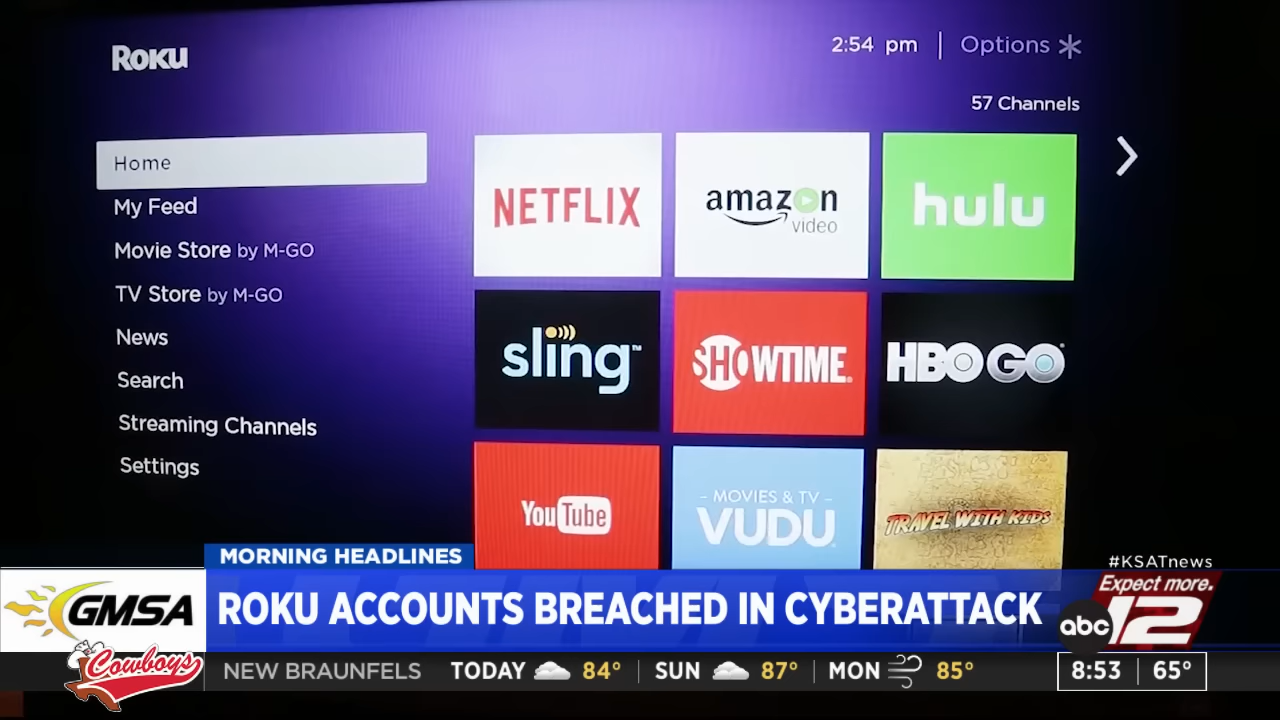 Roku
2:54 pm | Options *
57 Channels
Home
My Feed
Movie Store by M-GO
TV Store by M-GO
News
Search
Streaming Channels
Settings
NETFLIX
amazon
video
hulu
sling™
SHOWTIME®
HBO GO®
YouTube
- MOVIES & TV -
VUDU
TRAVEL WITH KIDS
MORNING HEADLINES
#KSATnews
GMSA
ROKU ACCOUNTS BREACHED IN CYBERATTACK
Expect more.
abc 12
Cowboys
NEW BRAUNFELS TODAY 84° | SUN 87° | MON 85°
8:53 | 65°